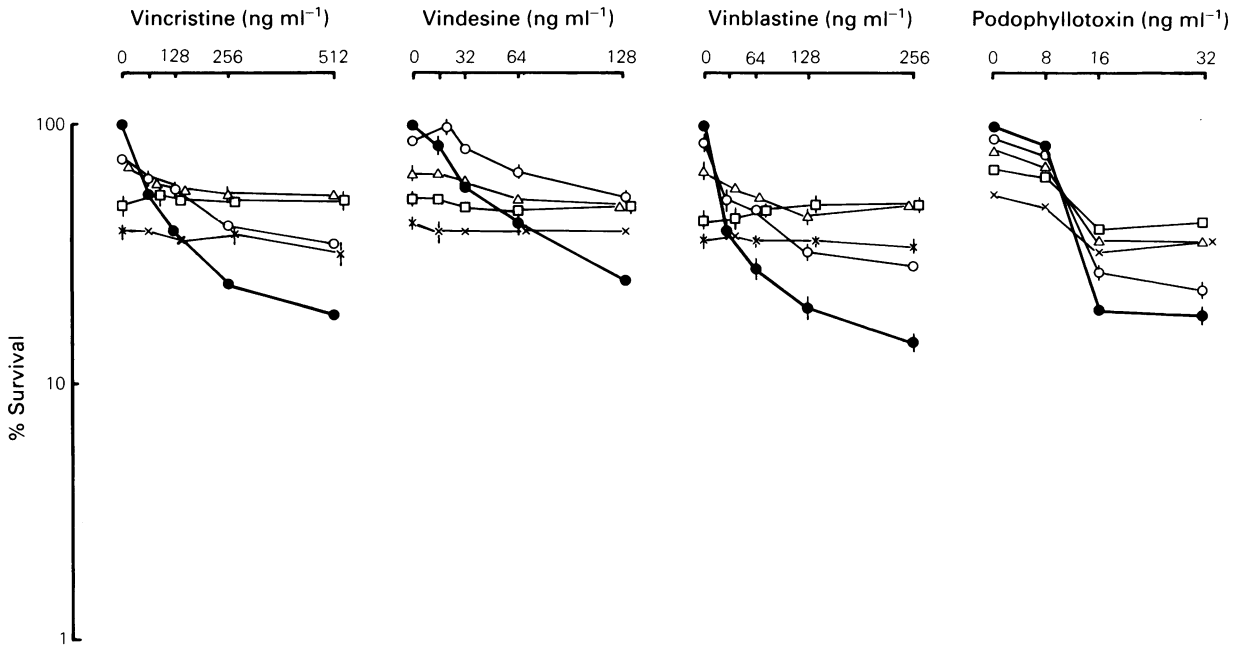 Vincristine (ng ml⁻¹) Vindesine (ng ml⁻¹) Vinblastine (ng ml⁻¹) Podophyllotoxin (ng ml⁻¹)
0 128 256 512 0 32 64 128 0 64 128 256 0 8 16 32
100
10
1
% Survival